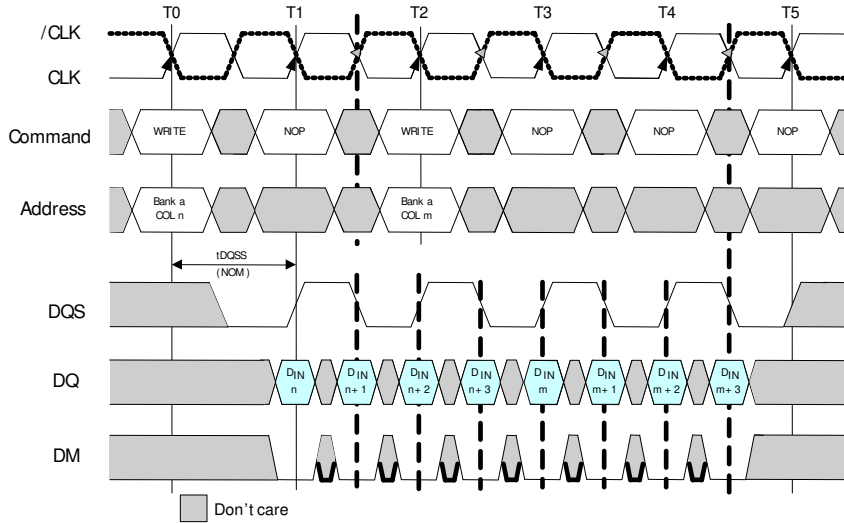 T0 T1 T2 T3 T4 T5
/CLK
CLK
Command WRITE NOP WRITE NOP NOP NOP
Address Bank a COL n Bank a COL m
tDQSS
(NOM)
DQS
DQ DIN n DIN n+1 DIN n+2 DIN n+3 DIN m DIN m+1 DIN m+2 DIN m+3
DM
Don't care